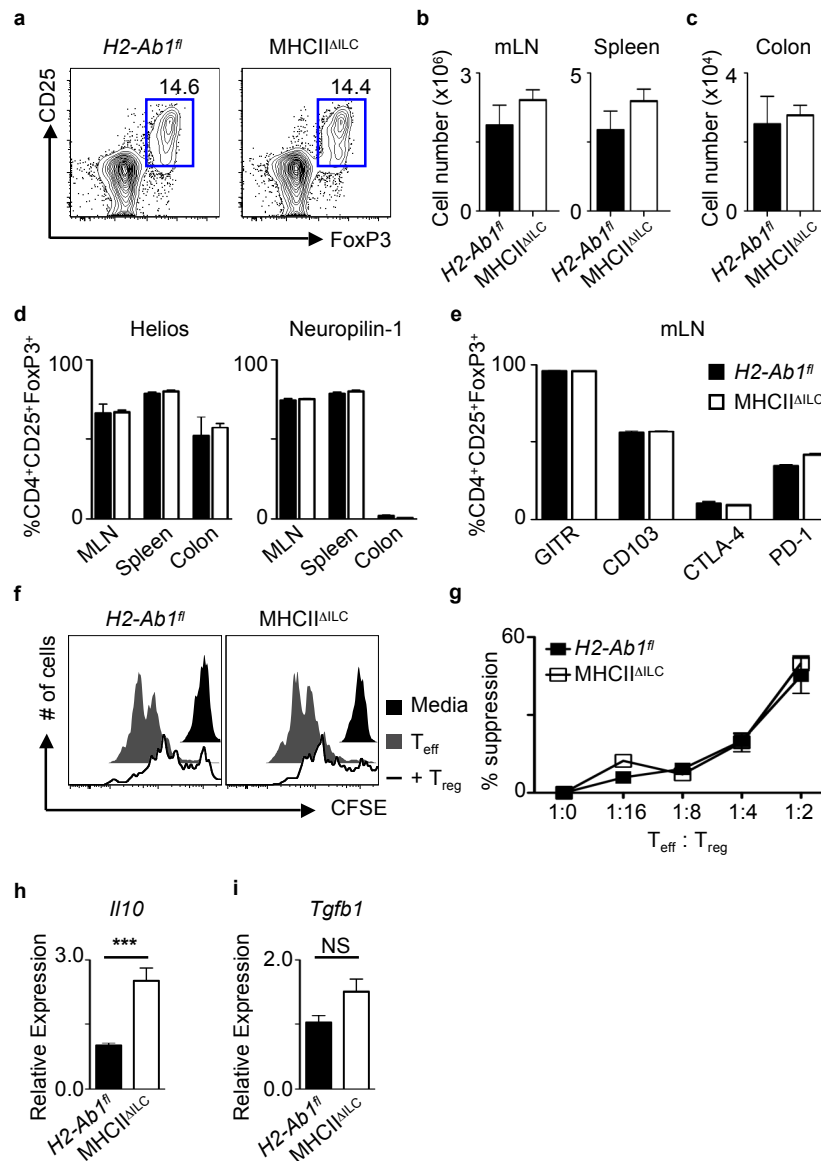 a
H2-Ab1fl
MHCIIΔILC
14.6
14.4
CD25
FoxP3
b
mLN
Spleen
Cell number (x10⁶)
3
0
5
0
H2-Ab1fl
MHCIIΔILC
H2-Ab1fl
MHCIIΔILC
c
Colon
Cell number (x10⁴)
4
0
H2-Ab1fl
MHCIIΔILC
d
Helios
Neuropilin-1
%CD4⁺CD25⁺FoxP3⁺
100
0
100
0
MLN
Spleen
Colon
MLN
Spleen
Colon
e
mLN
%CD4⁺CD25⁺FoxP3⁺
100
0
H2-Ab1fl
MHCIIΔILC
GITR
CD103
CTLA-4
PD-1
f
H2-Ab1fl
MHCIIΔILC
# of cells
CFSE
Media
Teff
+ Treg
g
H2-Ab1fl
MHCIIΔILC
% suppression
60
0
1:0
1:16
1:8
1:4
1:2
Teff : Treg
h
Il10
***
Relative Expression
3.0
0.0
H2-Ab1fl
MHCIIΔILC
i
Tgfb1
NS
Relative Expression
2.0
0.0
H2-Ab1fl
MHCIIΔILC